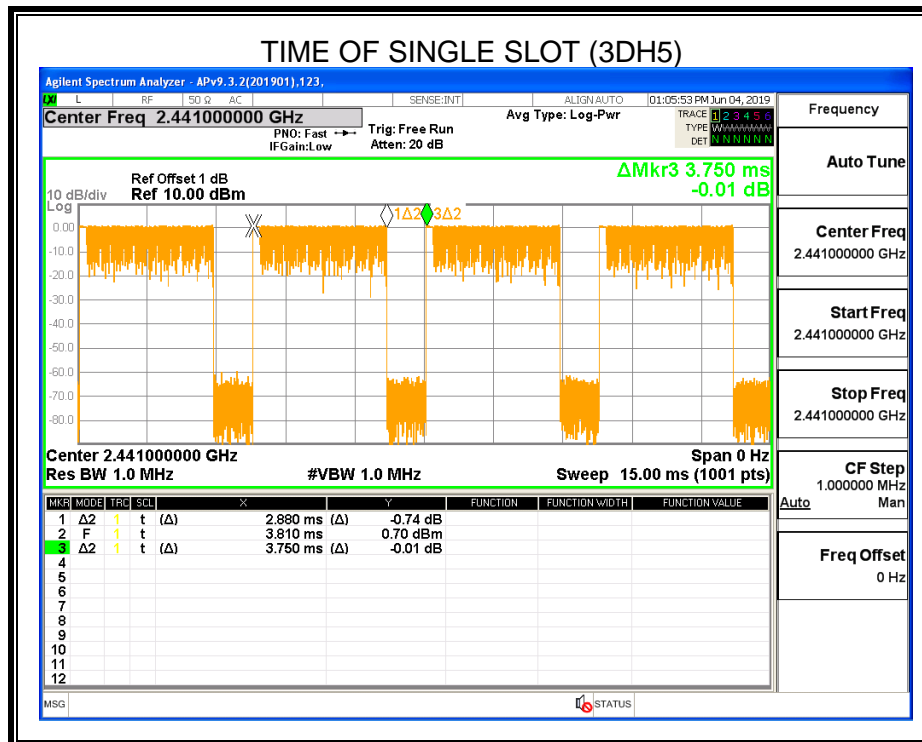 TIME OF SINGLE SLOT (3DH5)
Agilent Spectrum Analyzer - APv9.3.2(201901),123,
LXI L RF 50 Ω AC SENSE:INT ALIGN AUTO 01:05:53 PM Jun 04, 2019
Center Freq 2.441000000 GHz
PNO: Fast
IFGain:Low
Trig: Free Run
Atten: 20 dB
Avg Type: Log-Pwr
TRACE 1 2 3 4 5 6
TYPE W
DET N N N N N N
Ref Offset 1 dB
10 dB/div Ref 10.00 dBm
Log
ΔMkr3 3.750 ms
-0.01 dB
1Δ2 3Δ2
0.00
-10.0
-20.0
-30.0
-40.0
-50.0
-60.0
-70.0
-80.0
Center 2.441000000 GHz Span 0 Hz
Res BW 1.0 MHz #VBW 1.0 MHz Sweep 15.00 ms (1001 pts)
MKR MODE TRC SCL X Y FUNCTION FUNCTION WIDTH FUNCTION VALUE
1 Δ2 1 t (Δ) 2.880 ms (Δ) -0.74 dB
2 F 1 t 3.810 ms 0.70 dBm
3 Δ2 1 t (Δ) 3.750 ms (Δ) -0.01 dB
4
5
6
7
8
9
10
11
12
MSG STATUS
Frequency
Auto Tune
Center Freq
2.441000000 GHz
Start Freq
2.441000000 GHz
Stop Freq
2.441000000 GHz
CF Step
1.000000 MHz
Auto Man
Freq Offset
0 Hz